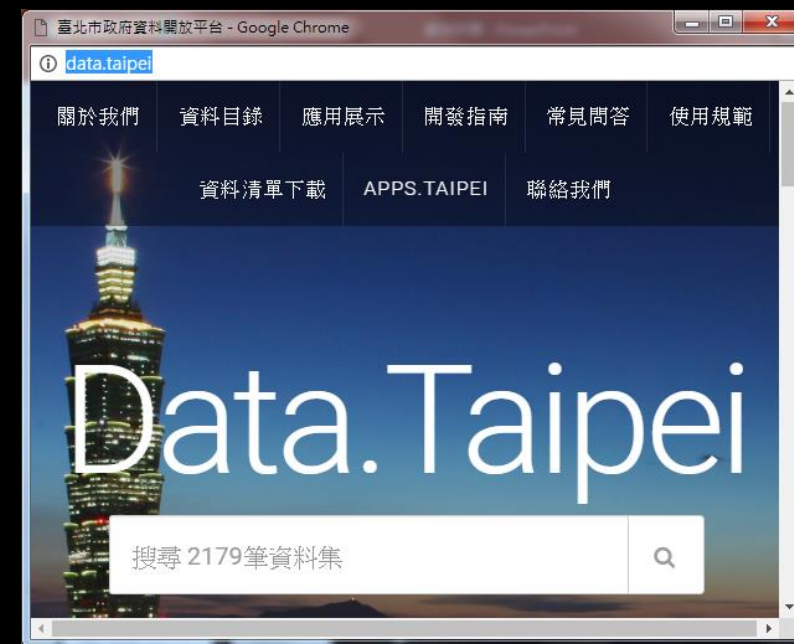 臺北市政府資料開放平台 - Google Chrome
data.taipei
關於我們 資料目錄 應用展示 開發指南 常見問答 使用規範
資料清單下載 APPS.TAIPEI 聯絡我們
Data.Taipei
搜尋 2179筆資料集